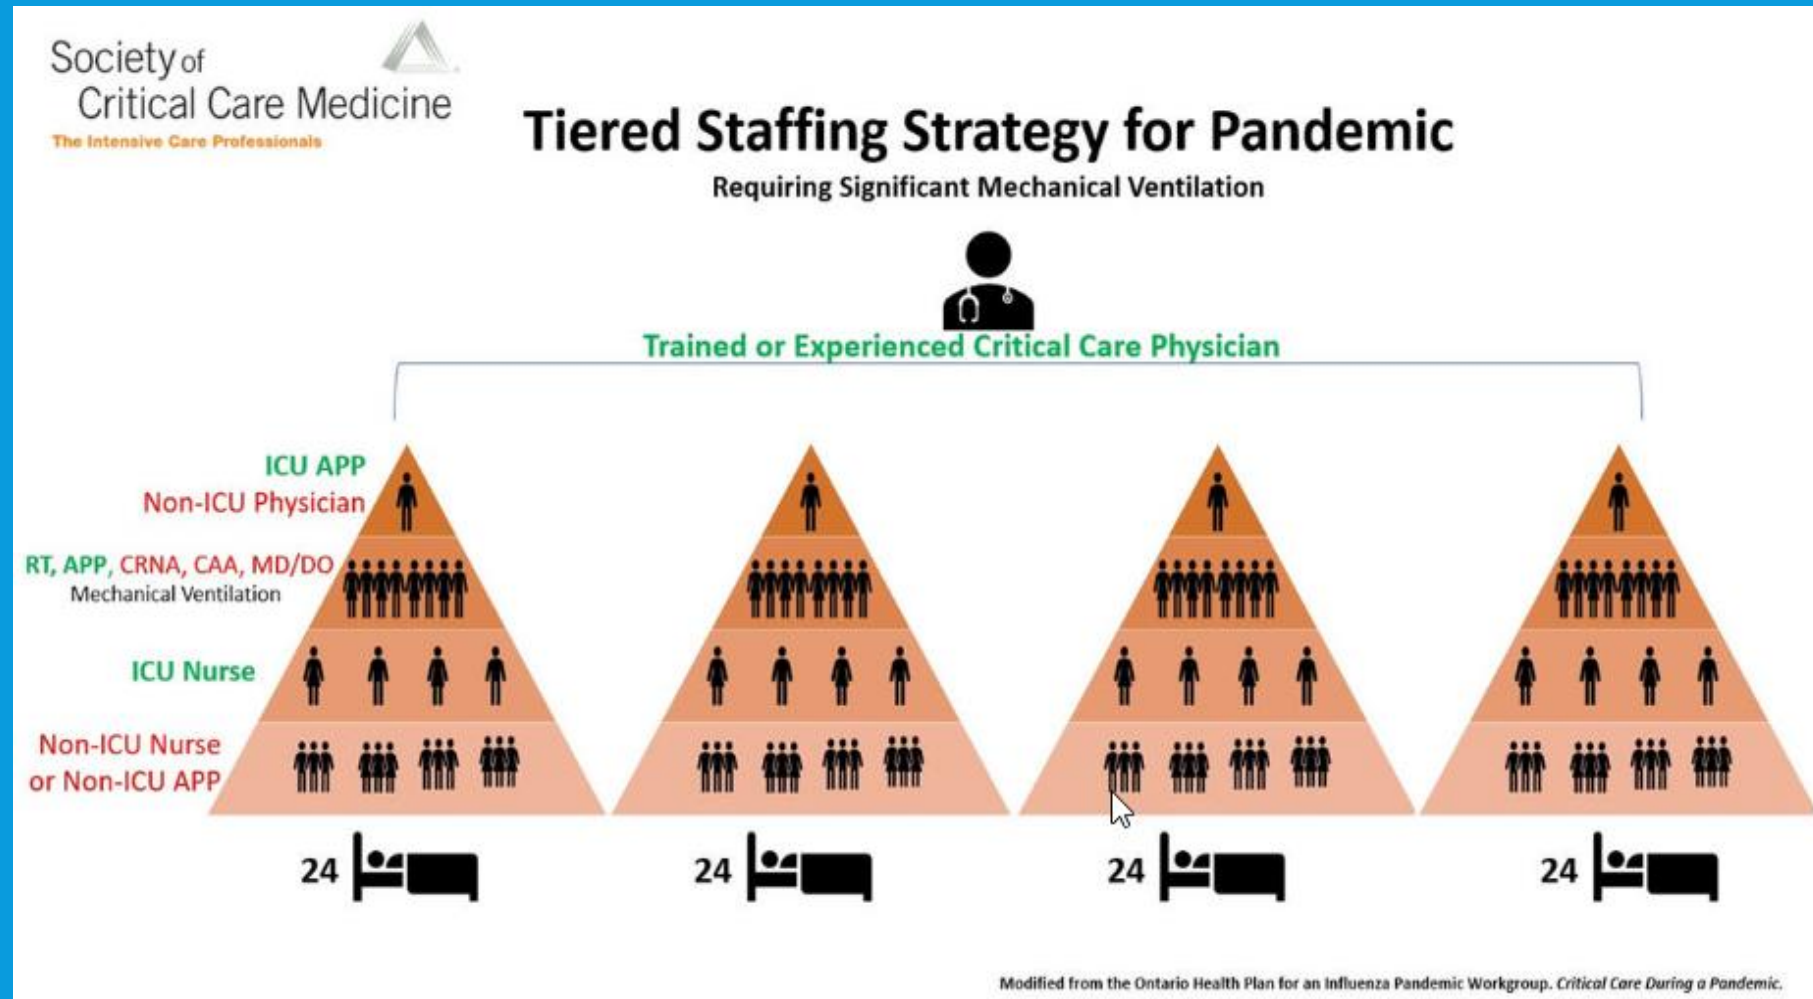 Society of
Critical Care Medicine
The Intensive Care Professionals
Tiered Staffing Strategy for Pandemic
Requiring Significant Mechanical Ventilation
Trained or Experienced Critical Care Physician
ICU APP
Non-ICU Physician
RT, APP, CRNA, CAA, MD/DO
Mechanical Ventilation
ICU Nurse
Non-ICU Nurse
or Non-ICU APP
24 24 24 24
Modified from the Ontario Health Plan for an Influenza Pandemic Workgroup. Critical Care During a Pandemic.